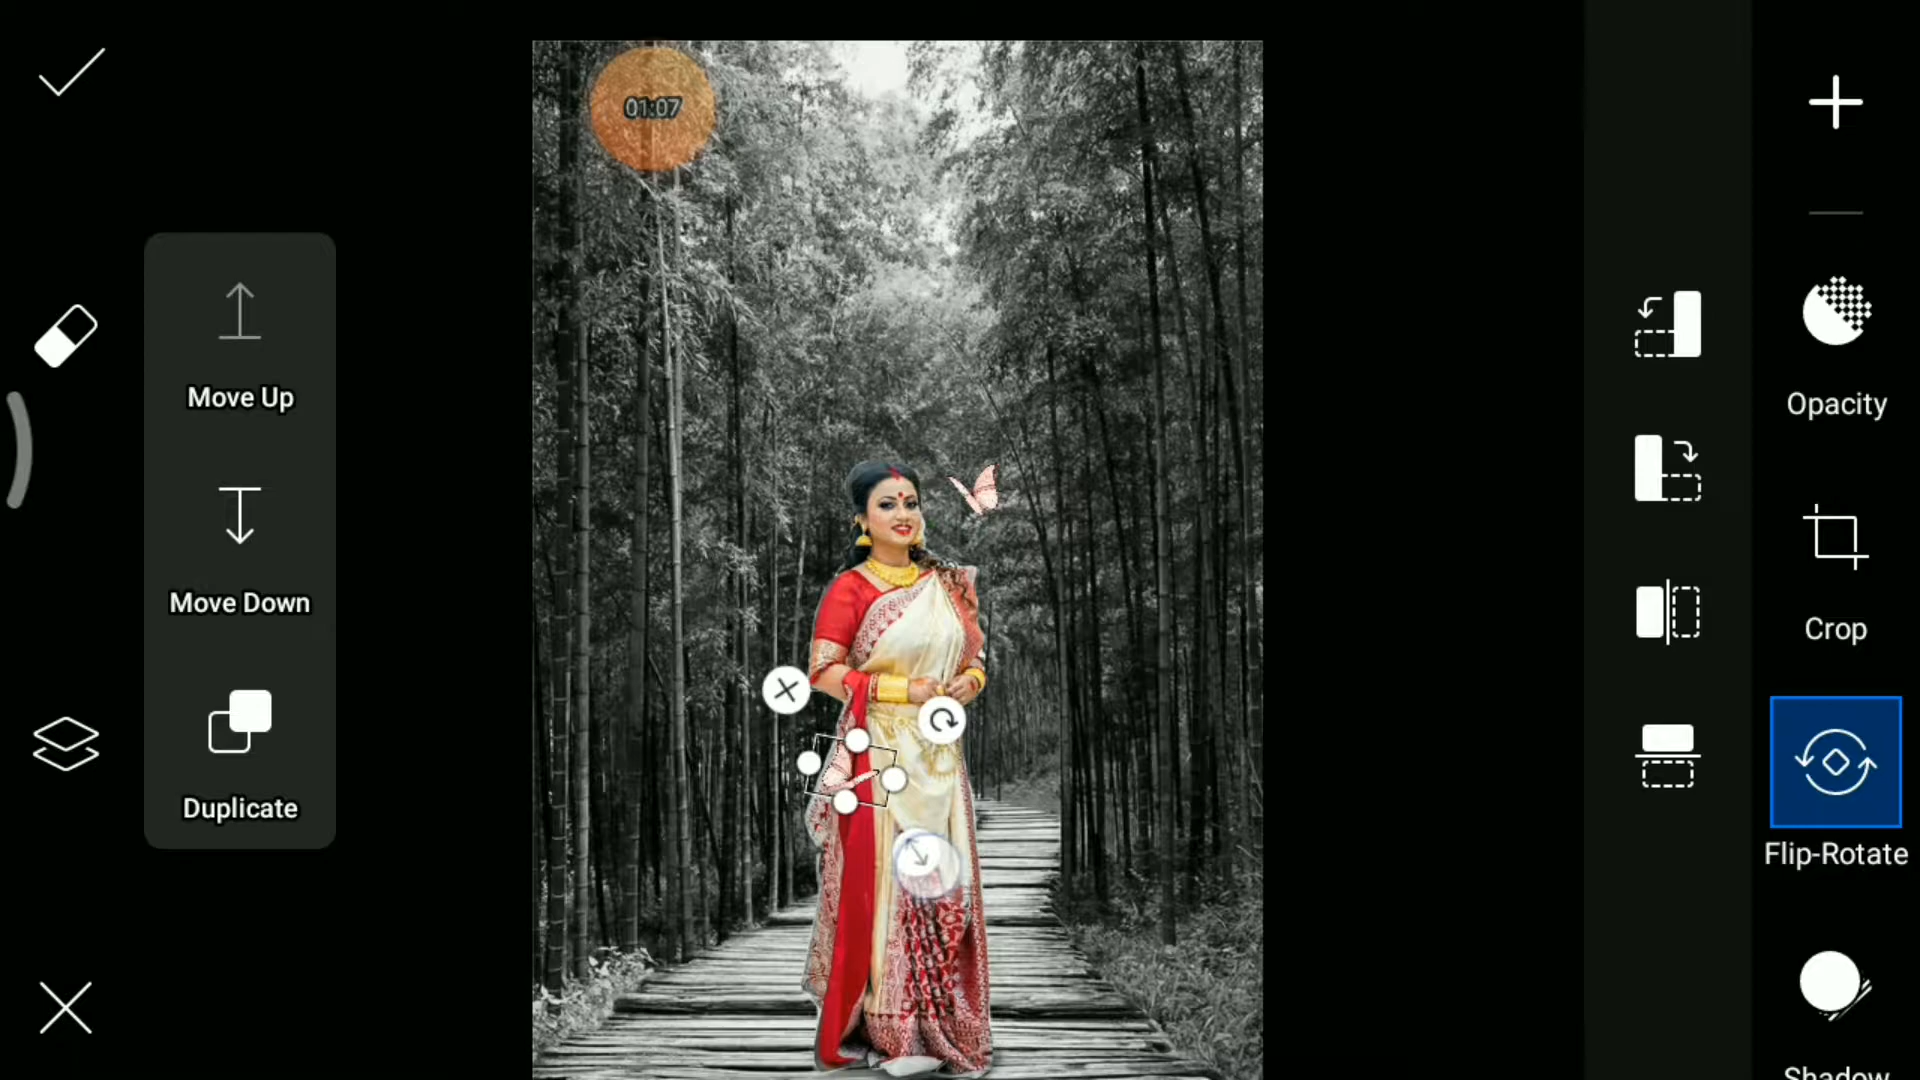 01:07
Move Up
Move Down
Duplicate
Opacity
Crop
Flip-Rotate
Shadow